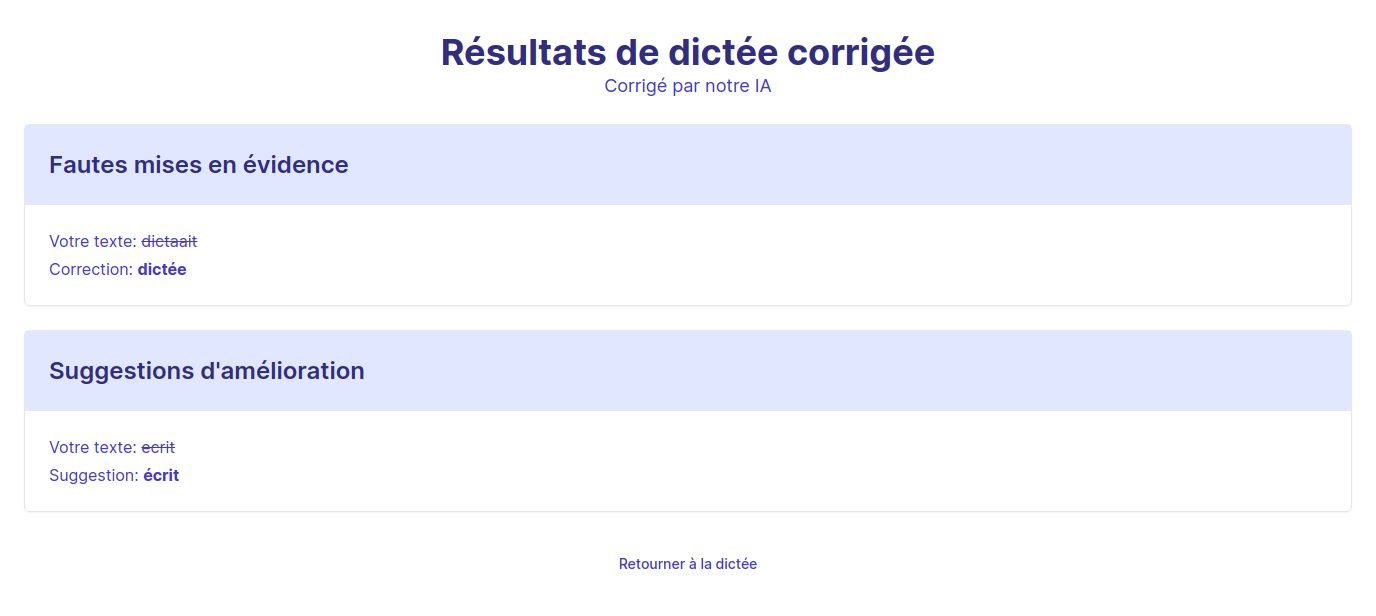 Résultats de dictée corrigée
Corrigé par notre IA
Fautes mises en évidence
Votre texte: dictaait
Correction: dictée
Suggestions d'amélioration
Votre texte: ecrit
Suggestion: écrit
Retourner à la dictée